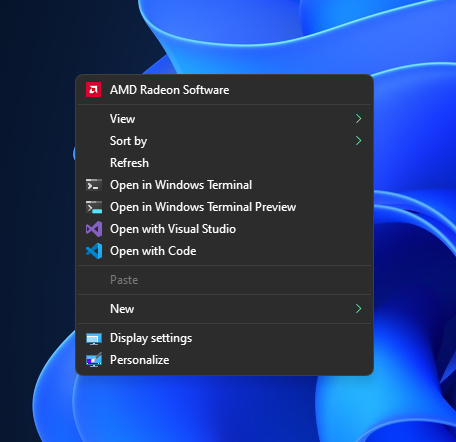 AMD Radeon Software
View
Sort by
Refresh
Open in Windows Terminal
Open in Windows Terminal Preview
Open with Visual Studio
Open with Code
Paste
New
Display settings
Personalize